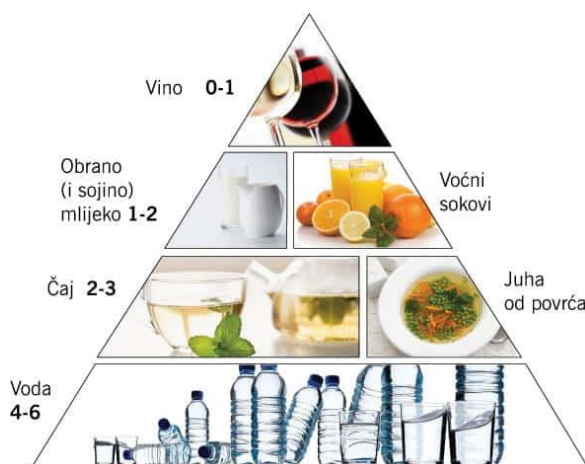 Vino 0-1
Obrano
(i sojino)
mlijeko 1-2
Voćni
sokovi
Čaj 2-3
Juha
od povrća
Voda
4-6